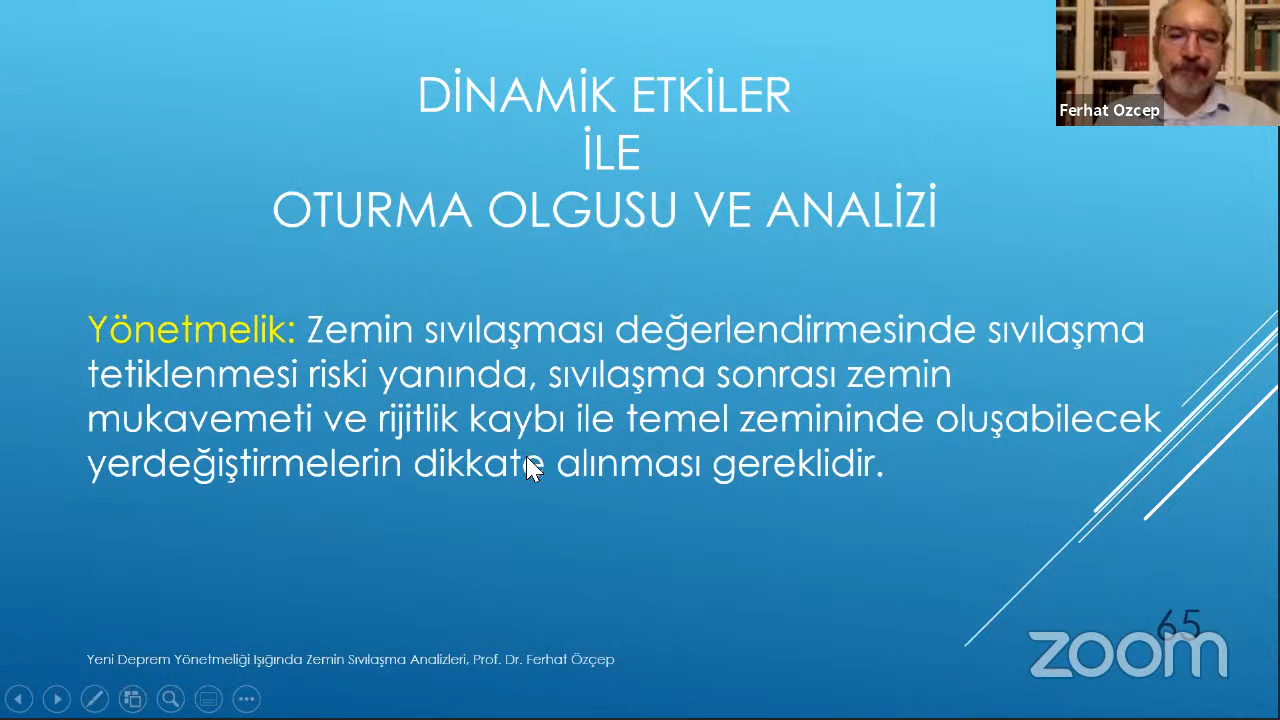 DİNAMİK ETKİLER
İLE
OTURMA OLGUSU VE ANALİZİ
Ferhat Ozcep
Yönetmelik: Zemin sıvılaşması değerlendirmesinde sıvılaşma
tetiklenmesi riski yanında, sıvılaşma sonrası zemin
mukavemeti ve rijitlik kaybı ile temel zemininde oluşabilecek
yerdeğiştirmelerin dikkate alınması gereklidir.
65
zoom
Yeni Deprem Yönetmeliği Işığında Zemin Sıvılaşma Analizleri, Prof. Dr. Ferhat Özçep